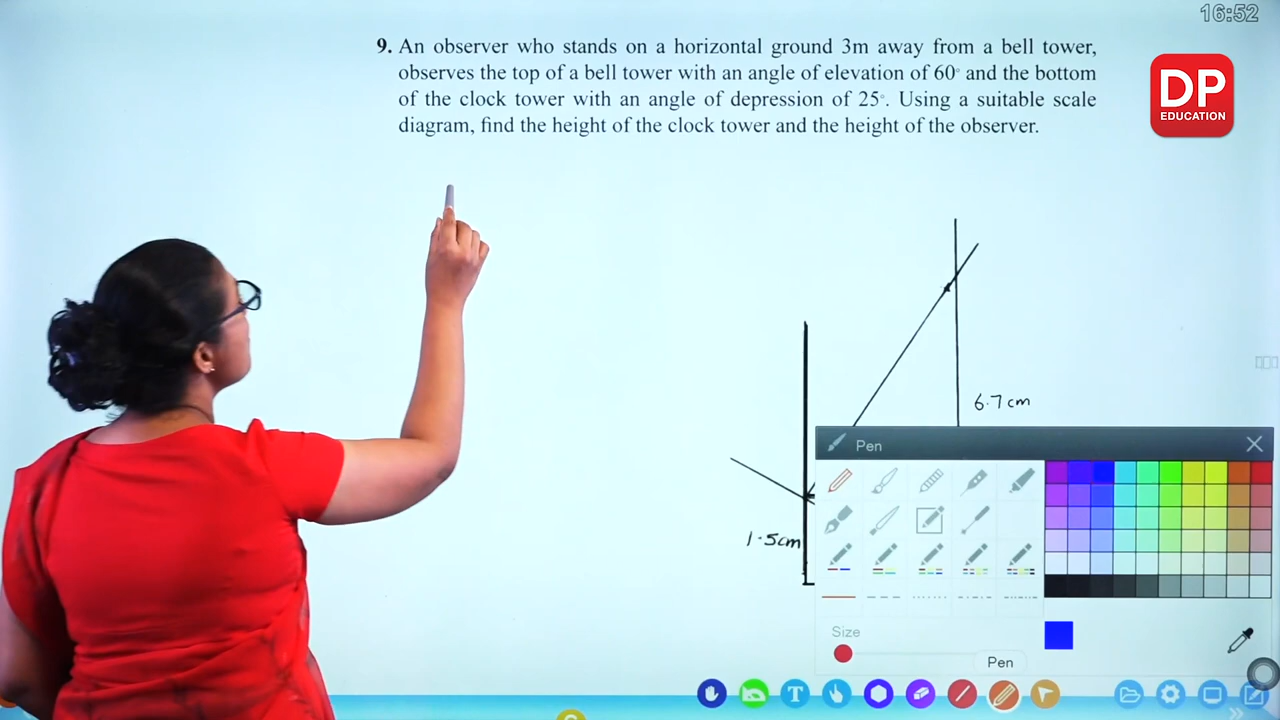 16:52
9. An observer who stands on a horizontal ground 3m away from a bell tower,
observes the top of a bell tower with an angle of elevation of 60° and the bottom
of the clock tower with an angle of depression of 25°. Using a suitable scale
diagram, find the height of the clock tower and the height of the observer.
DP
EDUCATION
6.7 cm
Pen
1.5cm
Size
Pen
T